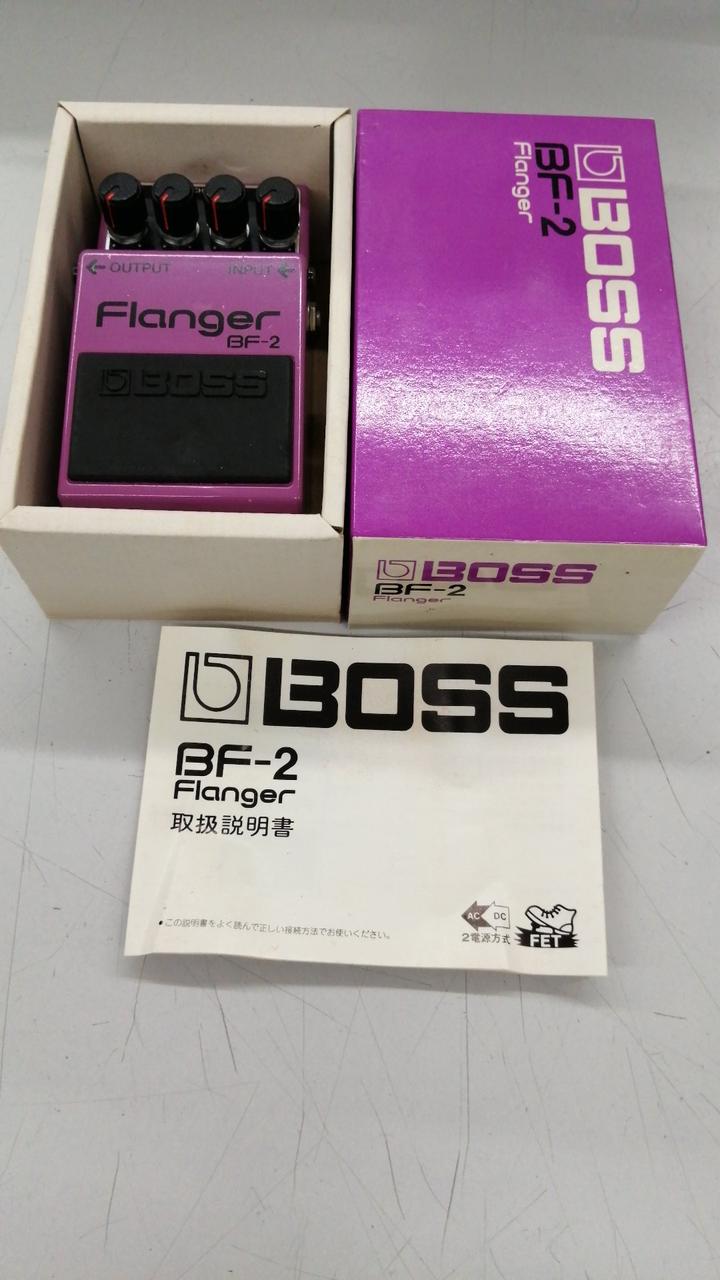 ← OUTPUT
INPUT ←
Flanger
BF-2
BOSS
BOSS
BF-2
Flanger
BOSS
BF-2
Flanger
BOSS
BF-2
Flanger
取扱説明書
•この説明書をよく読んで正しい接続方法でお使いください。
AC DC
2電源方式
FET